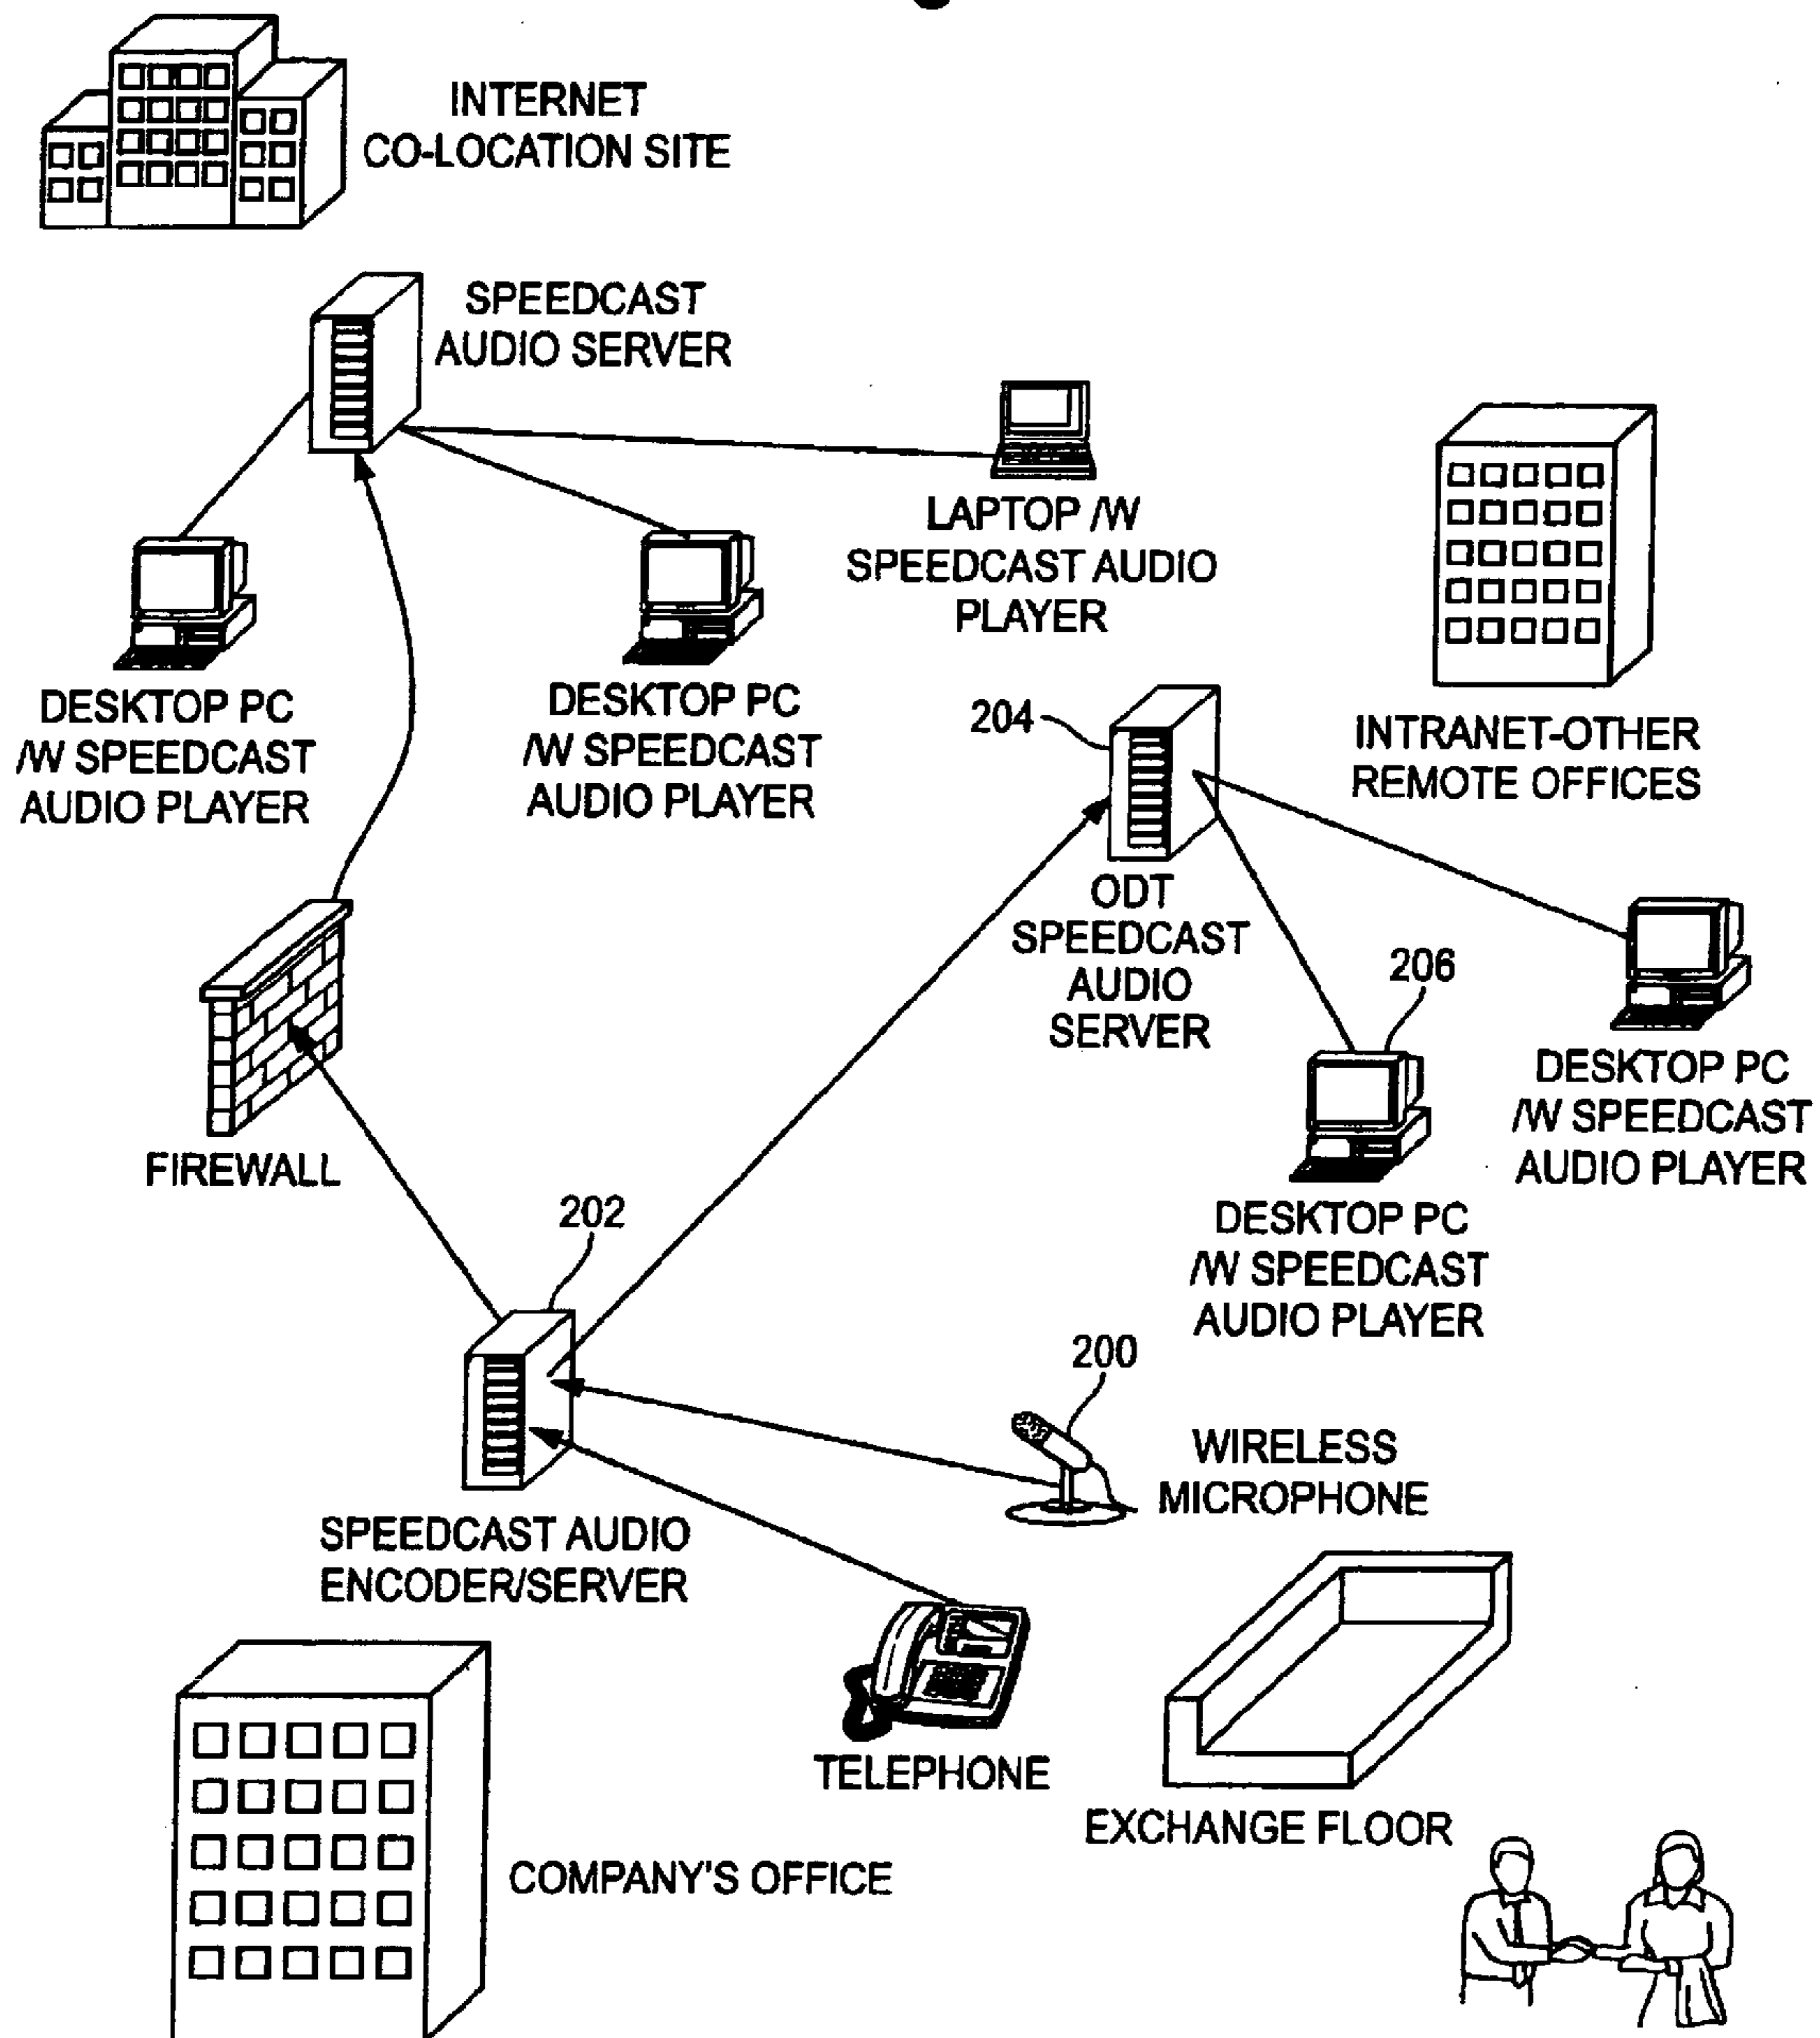 INTERNET
CO-LOCATION SITE
SPEEDCAST
AUDIO SERVER
LAPTOP /W
SPEEDCAST AUDIO
PLAYER
DESKTOP PC
/W SPEEDCAST
AUDIO PLAYER
DESKTOP PC
/W SPEEDCAST
AUDIO PLAYER
204
INTRANET-OTHER
REMOTE OFFICES
ODT
SPEEDCAST
AUDIO
SERVER
206
DESKTOP PC
/W SPEEDCAST
AUDIO PLAYER
FIREWALL
202
DESKTOP PC
/W SPEEDCAST
AUDIO PLAYER
200
WIRELESS
MICROPHONE
SPEEDCAST AUDIO
ENCODER/SERVER
TELEPHONE
EXCHANGE FLOOR
COMPANY'S OFFICE